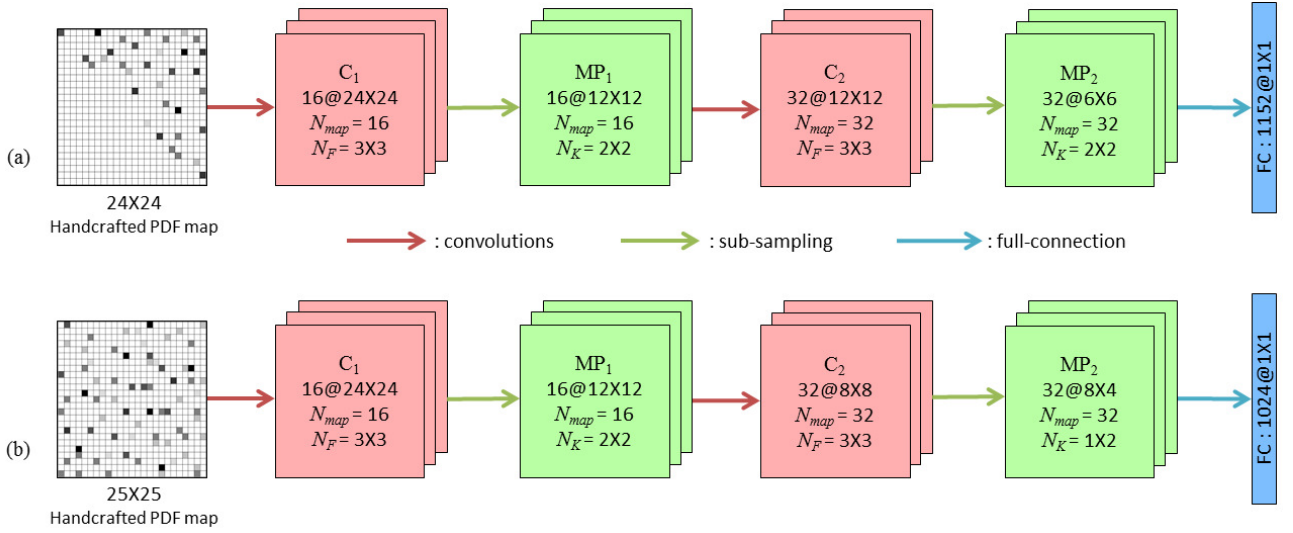 (a)
24X24
Handcrafted PDF map
C1
16@24X24
Nmap = 16
NF = 3X3
MP1
16@12X12
Nmap = 16
NK = 2X2
C2
32@12X12
Nmap = 32
NF = 3X3
MP2
32@6X6
Nmap = 32
NK = 2X2
FC : 1152@1X1
: convolutions
: sub-sampling
: full-connection
(b)
25X25
Handcrafted PDF map
C1
16@24X24
Nmap = 16
NF = 3X3
MP1
16@12X12
Nmap = 16
NK = 2X2
C2
32@8X8
Nmap = 32
NF = 3X3
MP2
32@8X4
Nmap = 32
NK = 1X2
FC : 1024@1X1